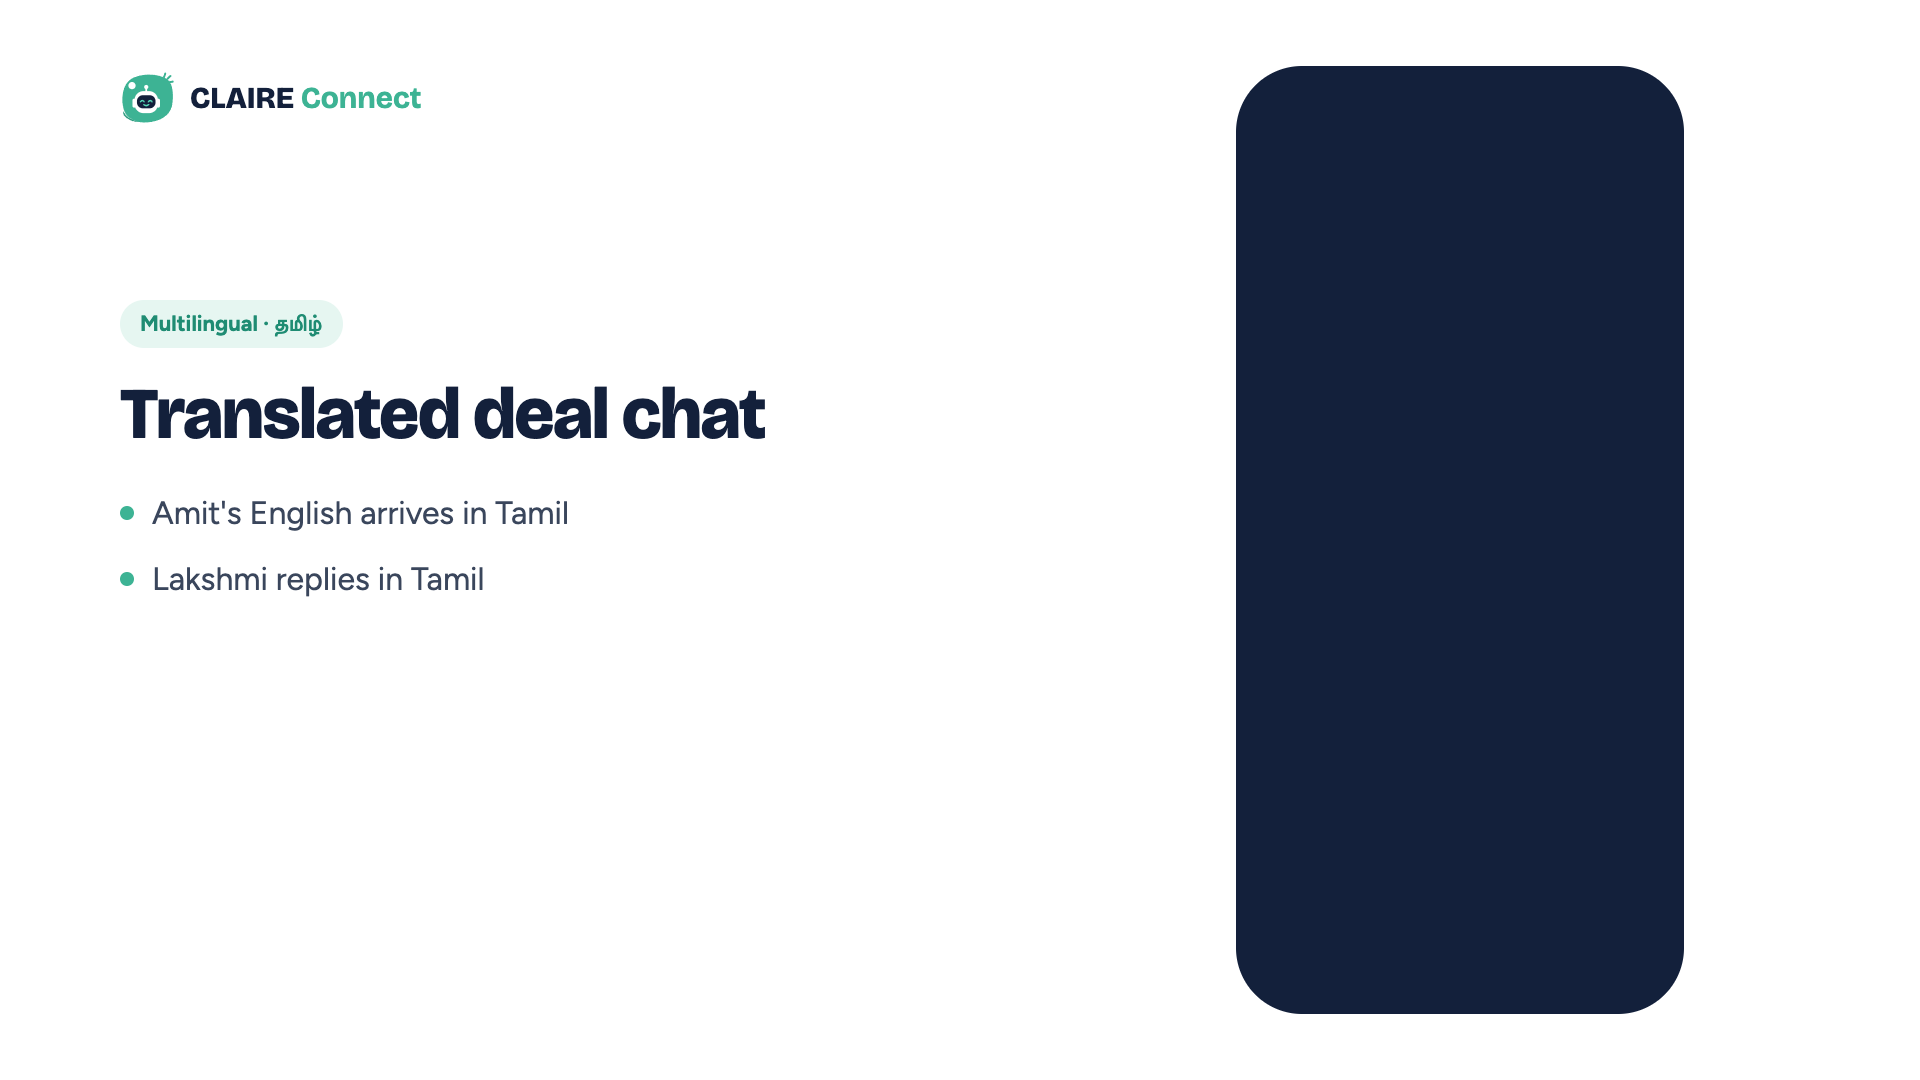 CLAIRE Connect
Multilingual · தமிழ்
Translated deal chat
Amit's English arrives in Tamil
Lakshmi replies in Tamil